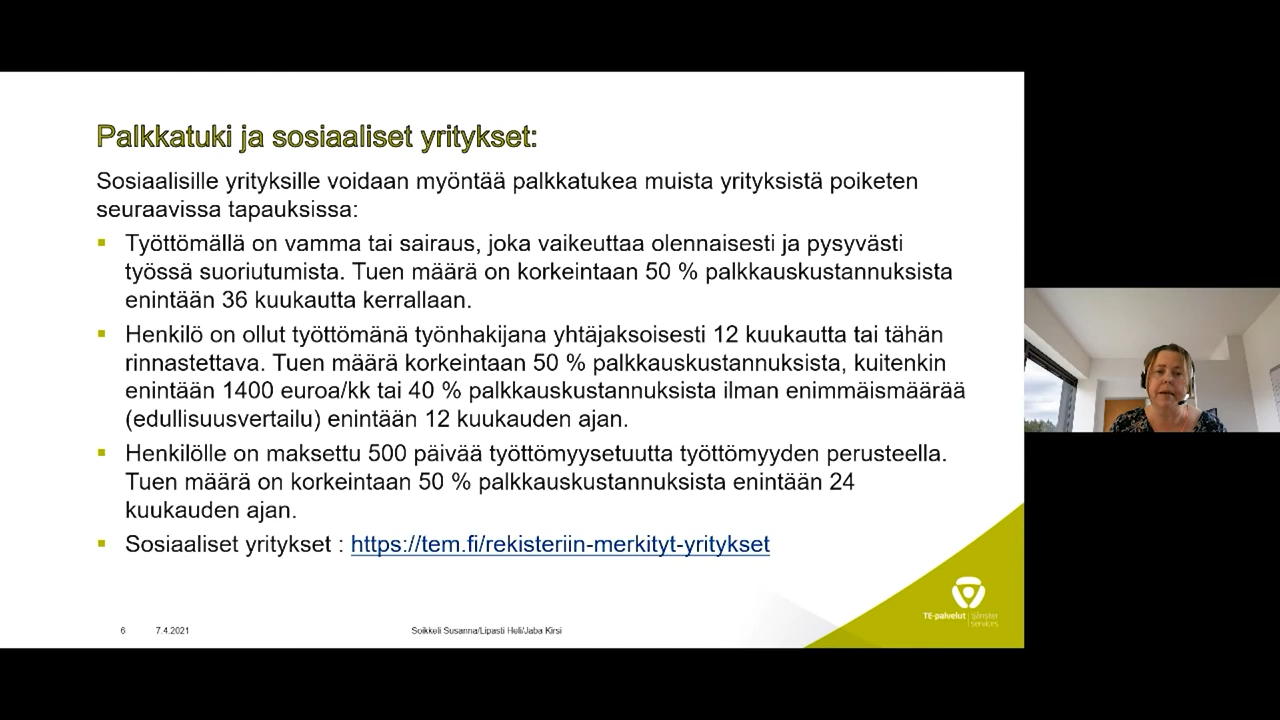 Palkkatuki ja sosiaaliset yritykset:
Sosiaalisille yrityksille voidaan myöntää palkkatukea muista yrityksistä poiketen
seuraavissa tapauksissa:
Työttömällä on vamma tai sairaus, joka vaikeuttaa olennaisesti ja pysyvästi
työssä suoriutumista. Tuen määrä on korkeintaan 50 % palkkauskustannuksista
enintään 36 kuukautta kerrallaan.
Henkilö on ollut työttömänä työnhakijana yhtäjaksoisesti 12 kuukautta tai tähän
rinnastettava. Tuen määrä korkeintaan 50 % palkkauskustannuksista, kuitenkin
enintään 1400 euroa/kk tai 40 % palkkauskustannuksista ilman enimmäismäärää
(edullisuusvertailu) enintään 12 kuukauden ajan.
Henkilölle on maksettu 500 päivää työttömyysetuutta työttömyyden perusteella.
Tuen määrä on korkeintaan 50 % palkkauskustannuksista enintään 24
kuukauden ajan.
Sosiaaliset yritykset : https://tem.fi/rekisteriin-merkityt-yritykset
6 7.4.2021 Soikkeli Susanna/Lipasti Heli/Jaba Kirsi
TE-palvelut tjänster
services